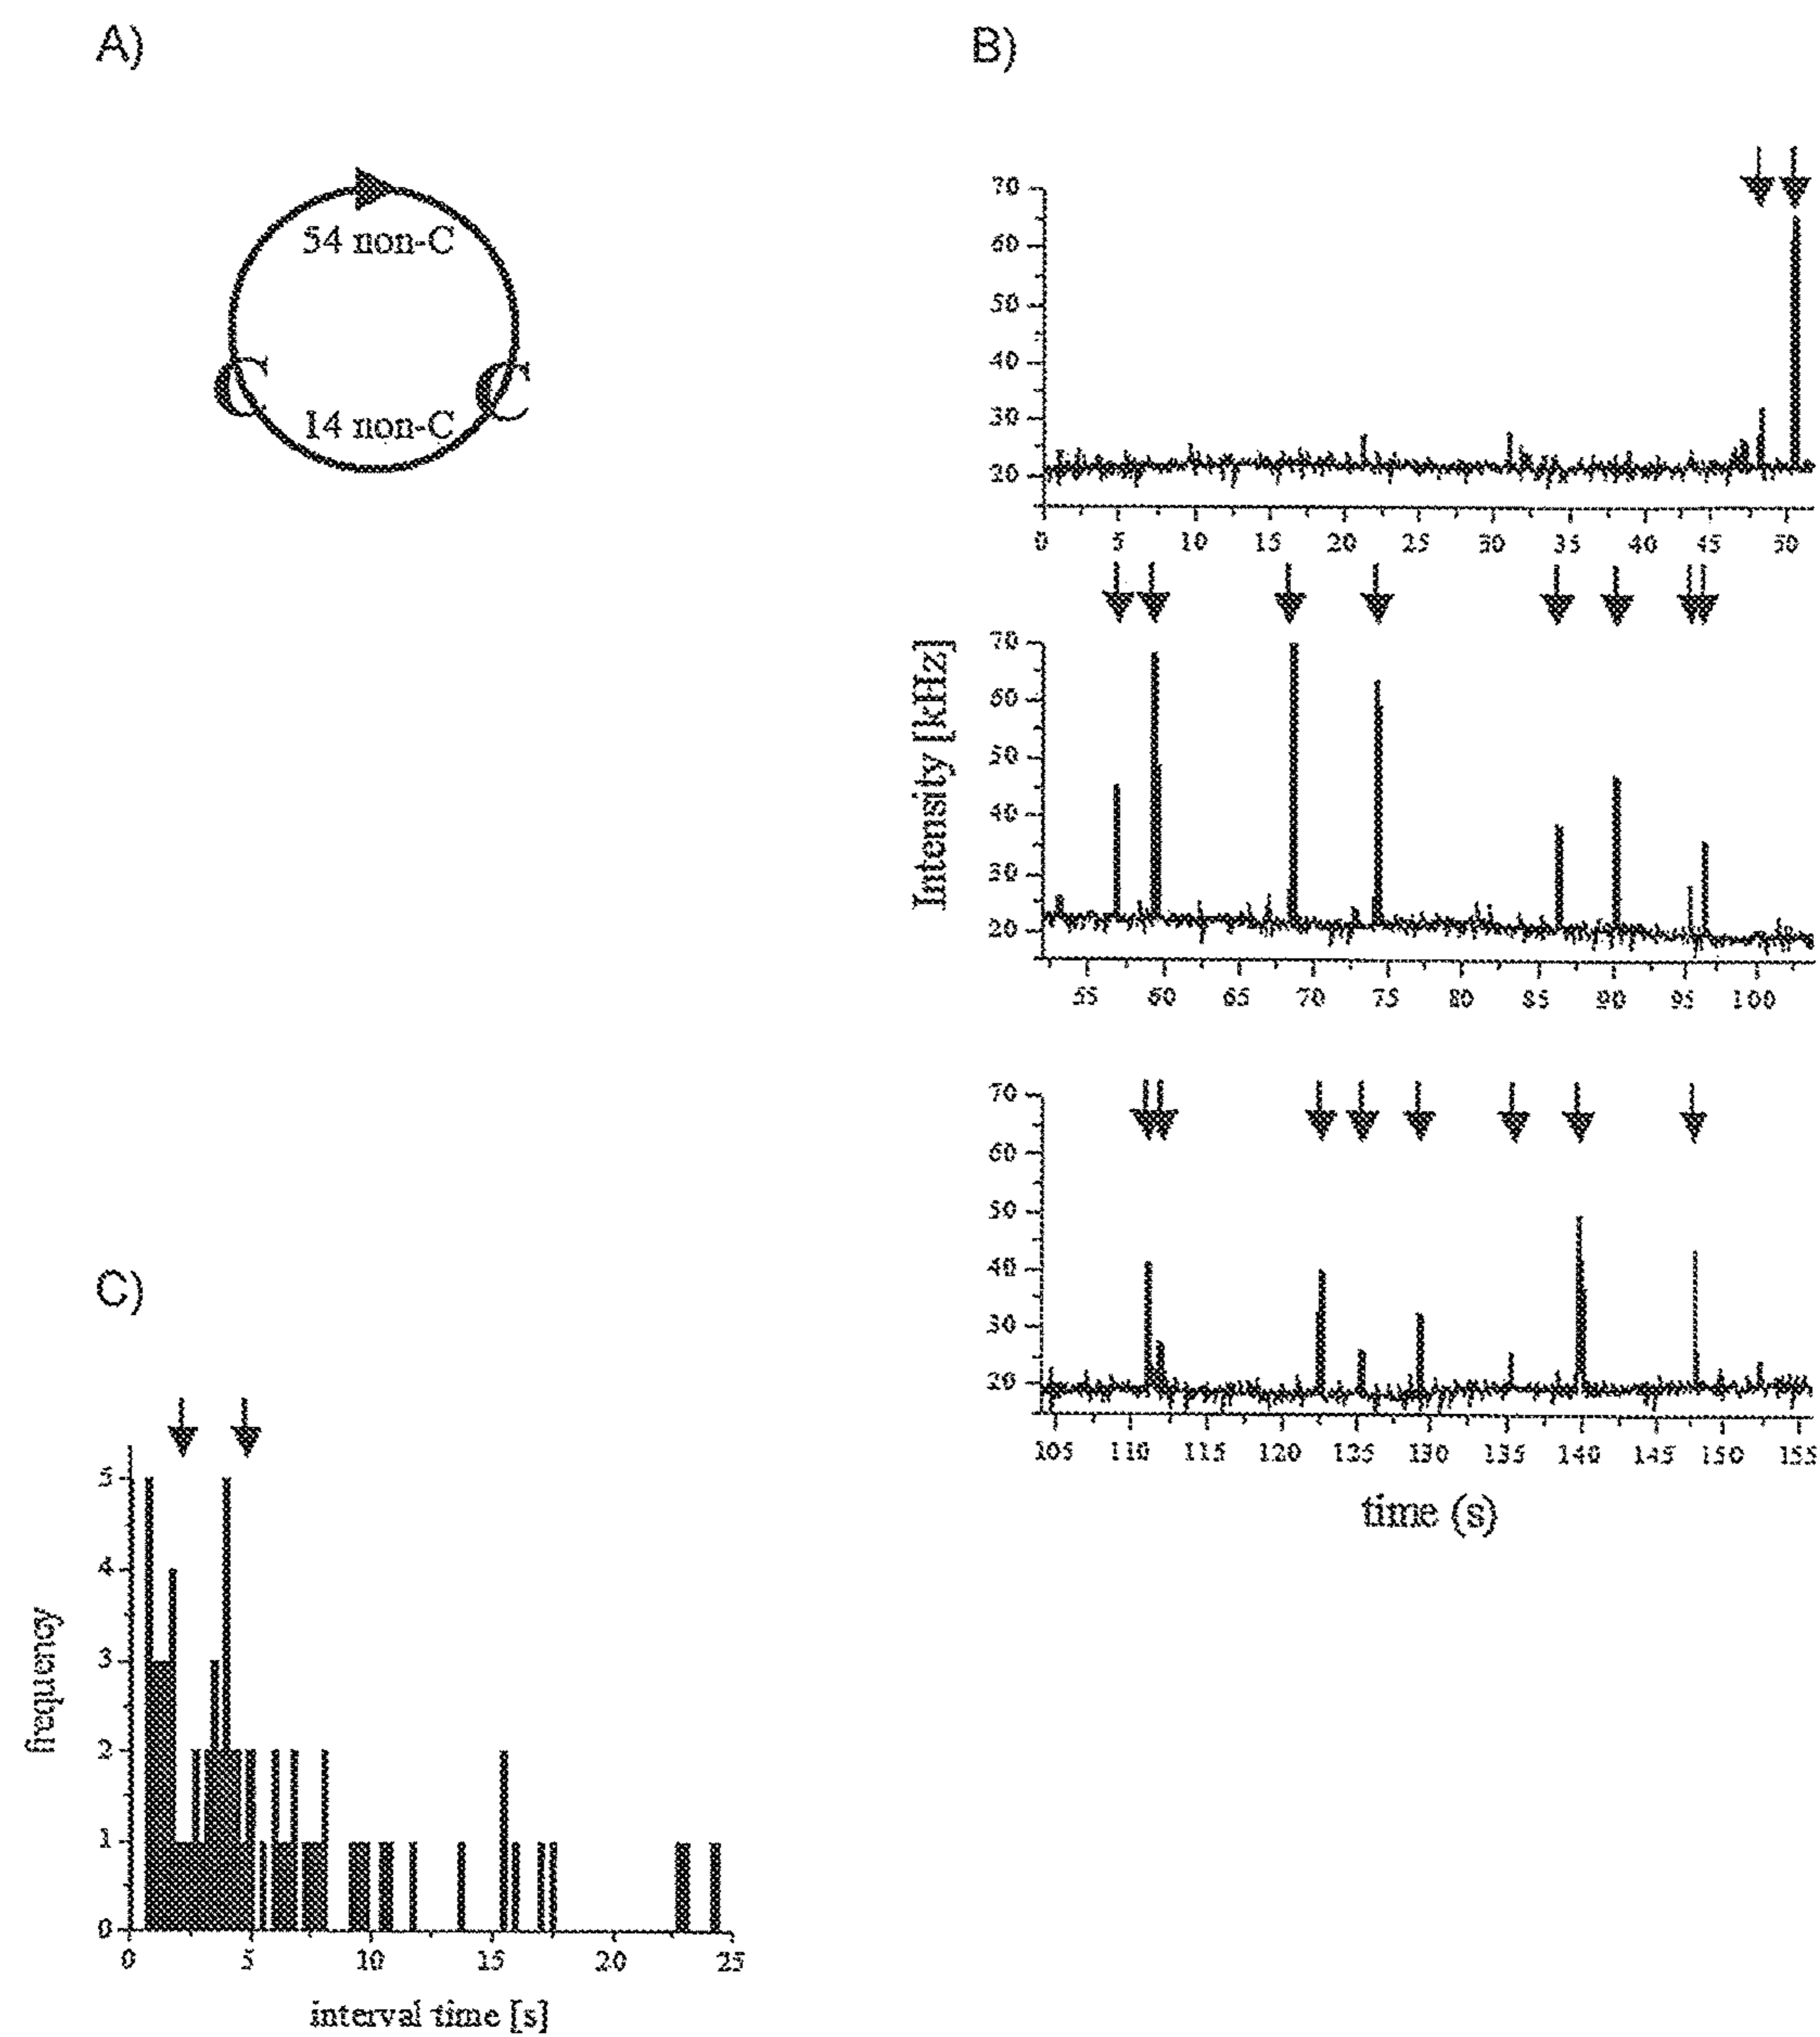 A)
B)
54 non-C
C C
14 non-C
70
60
50
40
30
20
0 5 10 15 20 25 30 35 40 45 50
Intensity [kHz]
70
60
50
40
30
20
55 60 65 70 75 80 85 90 95 100
70
60
50
40
30
20
105 110 115 120 125 130 135 140 145 150 155
time (s)
C)
frequency
5
4
3
2
1
0
0 5 10 15 20 25
interval time [s]